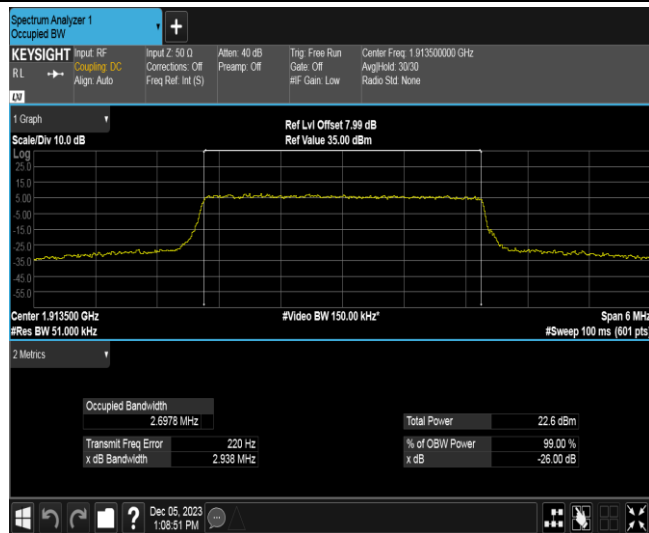 Spectrum Analyzer 1
Occupied BW
+
KEYSIGHT
R L
Input: RF
Coupling: DC
Align: Auto
Input Z: 50 Ω
Corrections: Off
Freq Ref: Int (S)
Atten: 40 dB
Preamp: Off
Trig: Free Run
Gate: Off
#IF Gain: Low
Center Freq: 1.913500000 GHz
Avg|Hold: 30/30
Radio Std: None
1 Graph
Scale/Div 10.0 dB
Ref Lvl Offset 7.99 dB
Ref Value 35.00 dBm
Log
25.0
15.0
5.00
-5.00
-15.0
-25.0
-35.0
-45.0
-55.0
Center 1.913500 GHz
#Video BW 150.00 kHz*
Span 6 MHz
#Res BW 51.000 kHz
#Sweep 100 ms (601 pts)
2 Metrics
Occupied Bandwidth
2.6978 MHz
Total Power 22.6 dBm
Transmit Freq Error 220 Hz
% of OBW Power 99.00 %
x dB Bandwidth 2.938 MHz
x dB -26.00 dB
?
Dec 05, 2023
1:08:51 PM